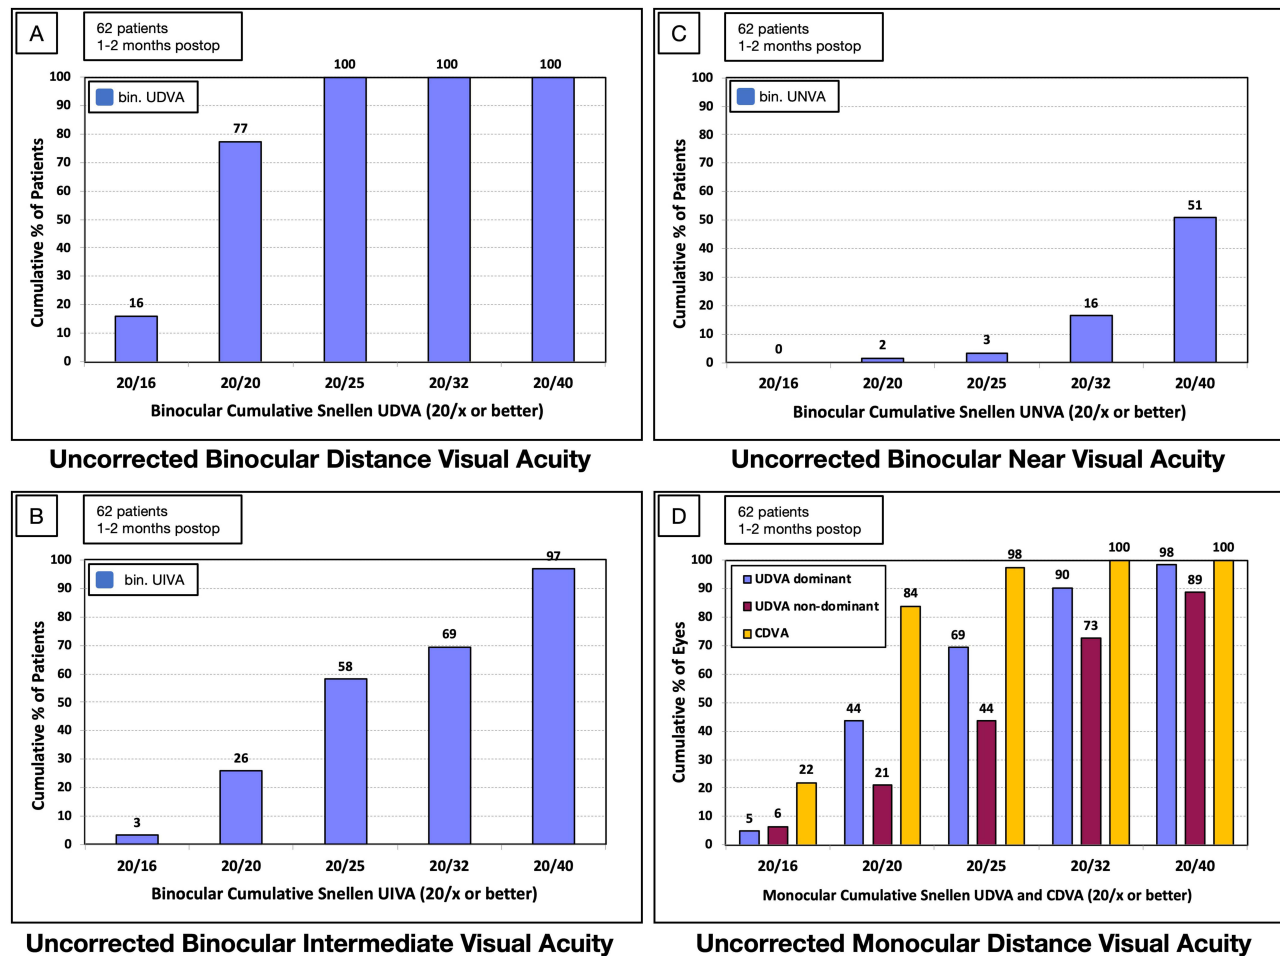 A
62 patients
1-2 months postop
bin. UDVA
Cumulative % of Patients
100
90
80
70
60
50
40
30
20
10
0
16
77
100
100
100
20/16 20/20 20/25 20/32 20/40
Binocular Cumulative Snellen UDVA (20/x or better)
Uncorrected Binocular Distance Visual Acuity
C
62 patients
1-2 months postop
bin. UNVA
Cumulative % of Patients
100
90
80
70
60
50
40
30
20
10
0
0
2
3
16
51
20/16 20/20 20/25 20/32 20/40
Binocular Cumulative Snellen UNVA (20/x or better)
Uncorrected Binocular Near Visual Acuity
B
62 patients
1-2 months postop
bin. UIVA
Cumulative % of Patients
100
90
80
70
60
50
40
30
20
10
0
3
26
58
69
97
20/16 20/20 20/25 20/32 20/40
Binocular Cumulative Snellen UIVA (20/x or better)
Uncorrected Binocular Intermediate Visual Acuity
D
62 patients
1-2 months postop
UDVA dominant
UDVA non-dominant
CDVA
Cumulative % of Eyes
100
90
80
70
60
50
40
30
20
10
0
5 6 22
44 21 84
69 44 98
90 73 100
98 89 100
20/16 20/20 20/25 20/32 20/40
Monocular Cumulative Snellen UDVA and CDVA (20/x or better)
Uncorrected Monocular Distance Visual Acuity